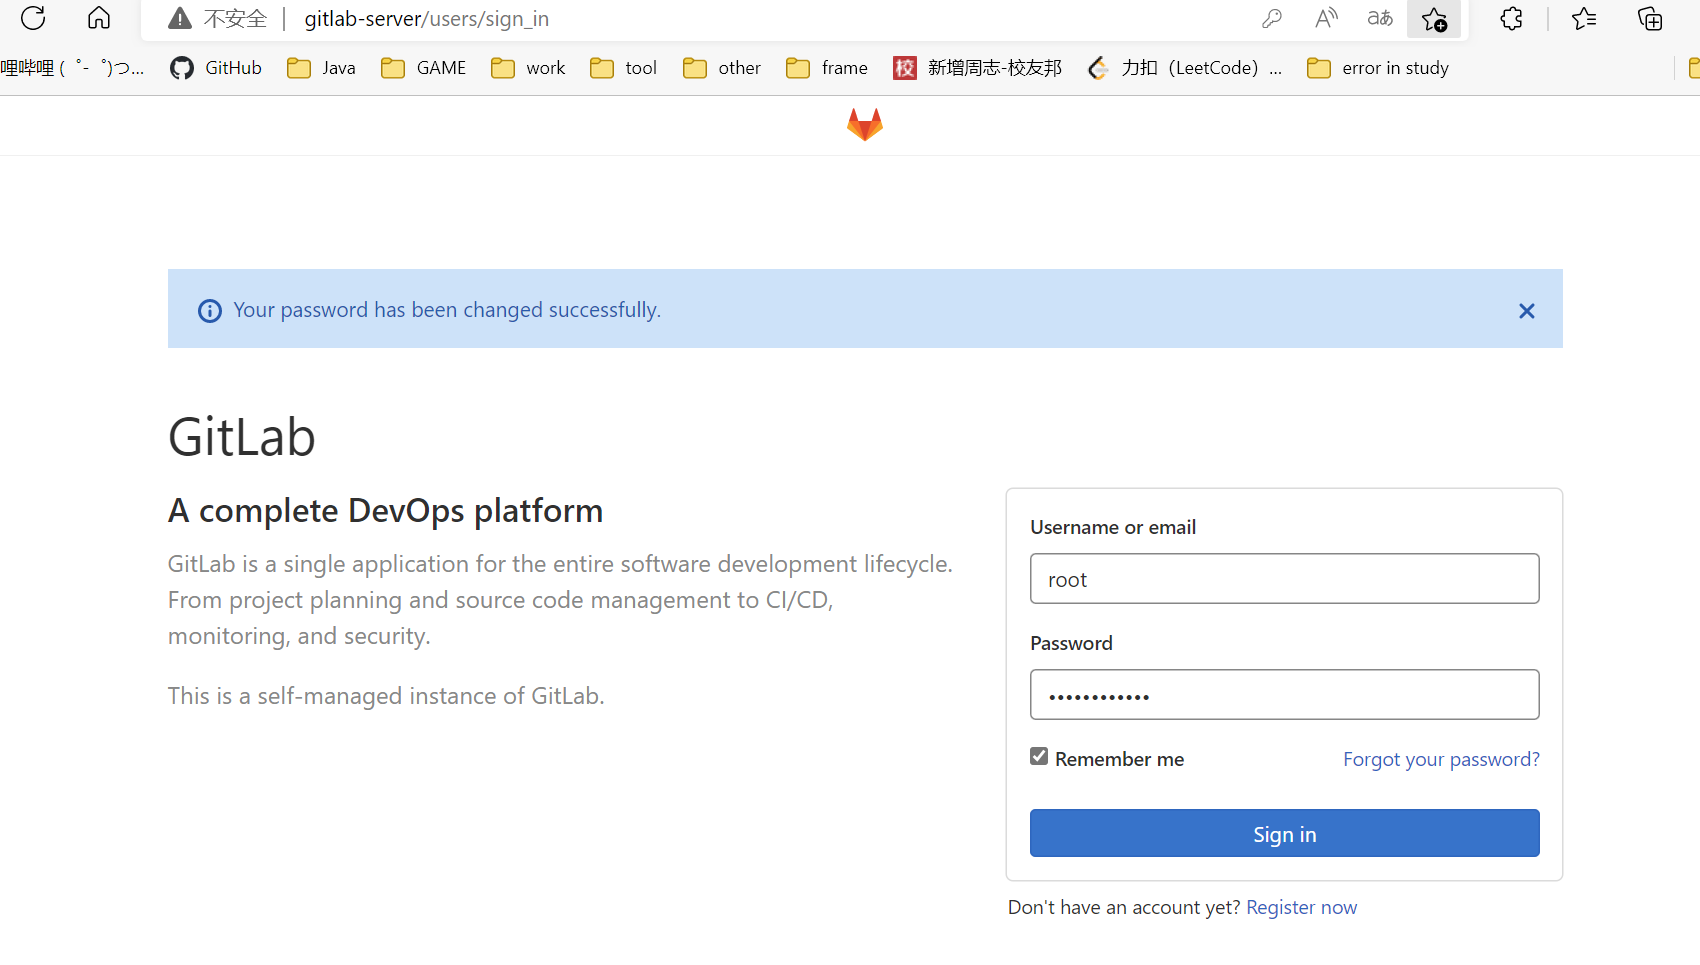 不安全 gitlab-server/users/sign_in
哩哔哩 (゜-゜)つ... GitHub Java GAME work tool other frame 校 新增周志-校友邦 力扣（LeetCode）... error in study
Your password has been changed successfully.
GitLab
A complete DevOps platform
GitLab is a single application for the entire software development lifecycle.
From project planning and source code management to CI/CD,
monitoring, and security.
This is a self-managed instance of GitLab.
Username or email
root
Password
••••••••••••
Remember me Forgot your password?
Sign in
Don't have an account yet? Register now